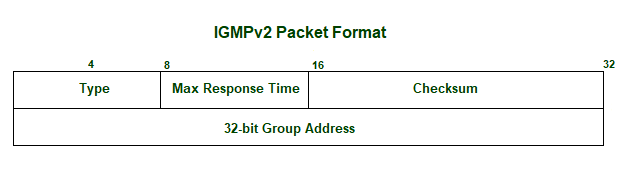 IGMPv2 Packet Format
4 8 16 32
Type Max Response Time Checksum
32-bit Group Address